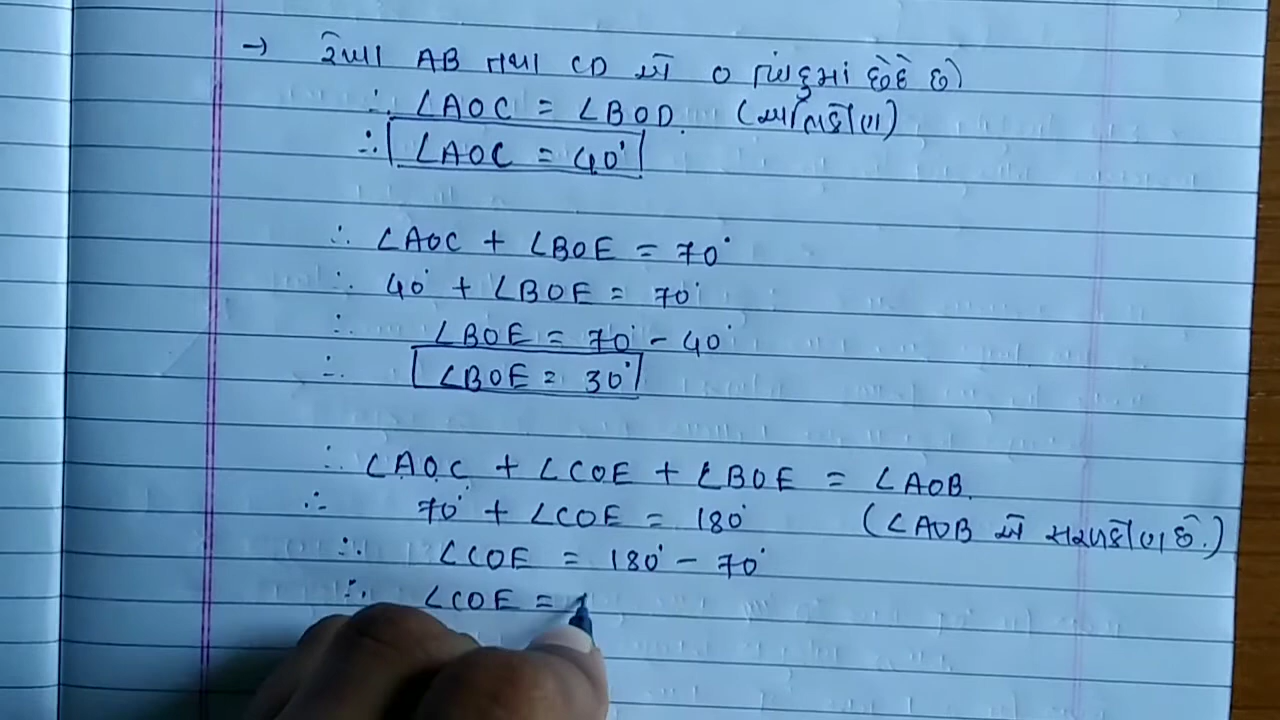 → રેખા AB તથા CD એ O બિંદુમાં છેદે છે
∴ ∠AOC = ∠BOD. (અભિકોણ)
∴ ∠AOC = 40°
∴ ∠AOC + ∠BOE = 70°
∴ 40° + ∠BOE = 70°
∴ ∠BOE = 70° - 40°
∴ ∠BOE = 30°
∴ ∠AOC + ∠COE + ∠BOE = ∠AOB.
∴ 70° + ∠COE = 180° (∠AOB એ સરળકોણ છે.)
∴ ∠COE = 180° - 70°
∴ ∠COE = 1